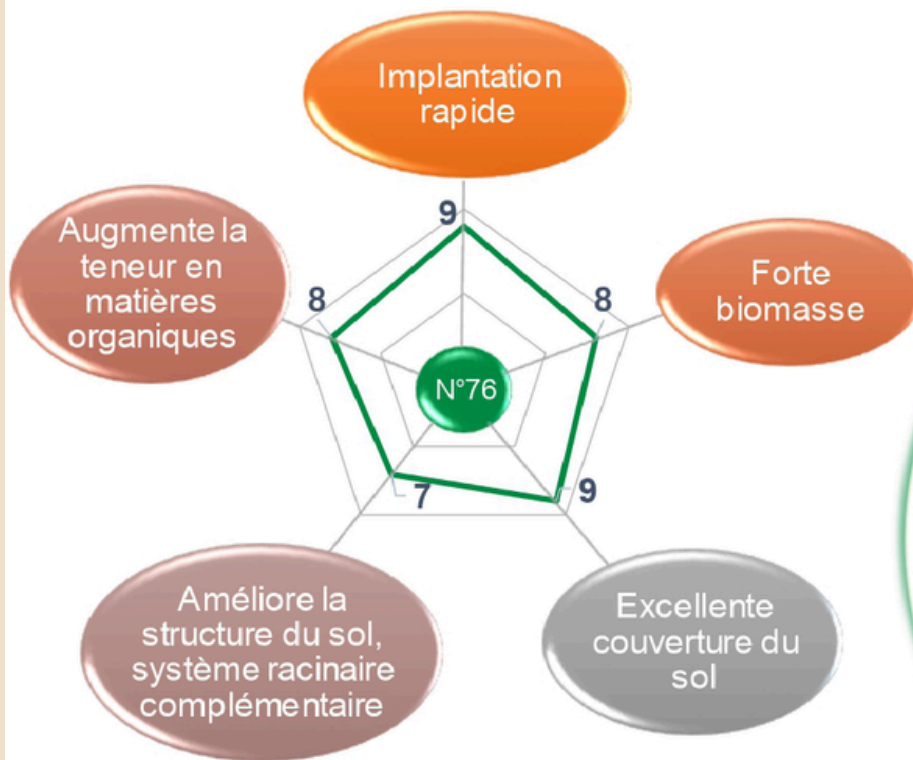 Implantation
rapide
9
Augmente la
teneur en
matières
organiques
8
8
Forte
biomasse
N°76
7
9
Améliore la
structure du sol,
système racinaire
complémentaire
Excellente
couverture du
sol